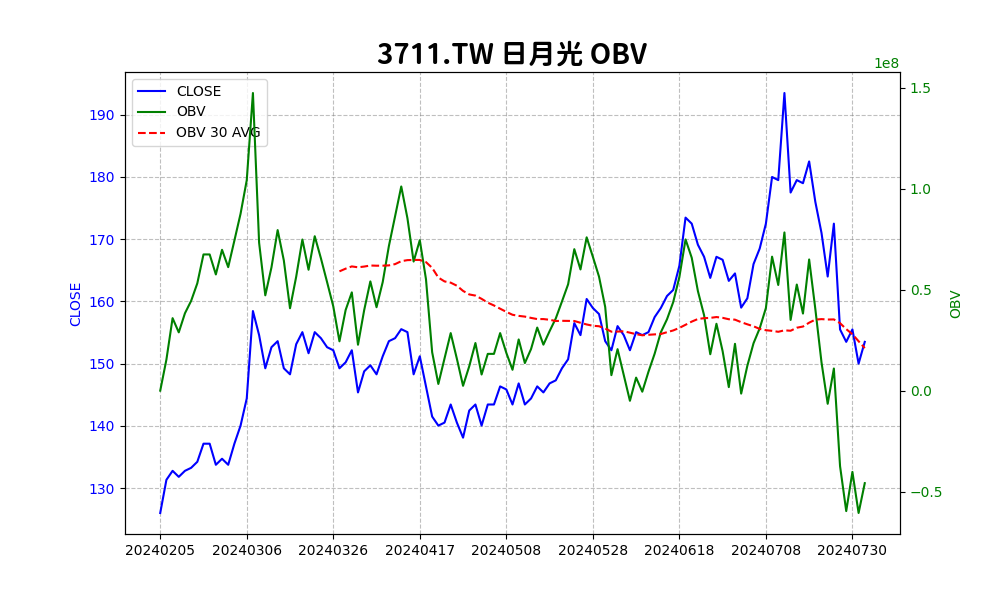 3711.TW 日月光 OBV
1e8
CLOSE
OBV
OBV 30 AVG
CLOSE
190
180
170
160
150
140
130
1.5
1.0
0.5
0.0
−0.5
OBV
20240205 20240306 20240326 20240417 20240508 20240528 20240618 20240708 20240730